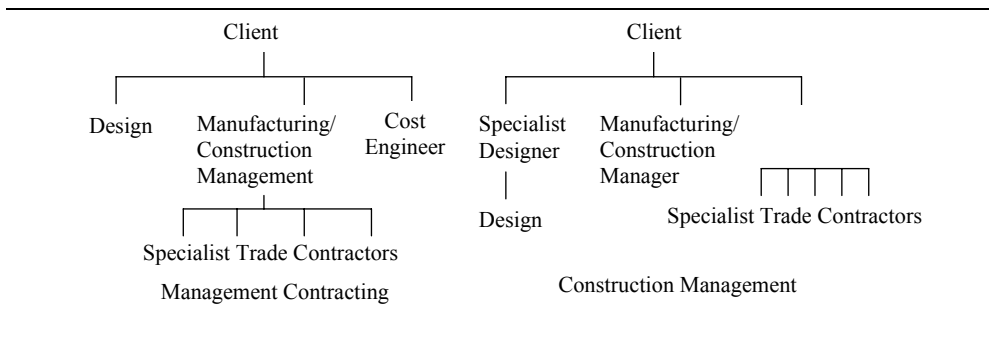 Client
Design
Manufacturing/
Construction
Management
Cost
Engineer
Specialist Trade Contractors
Management Contracting
Client
Specialist
Designer
Manufacturing/
Construction
Manager
Design
Specialist Trade Contractors
Construction Management